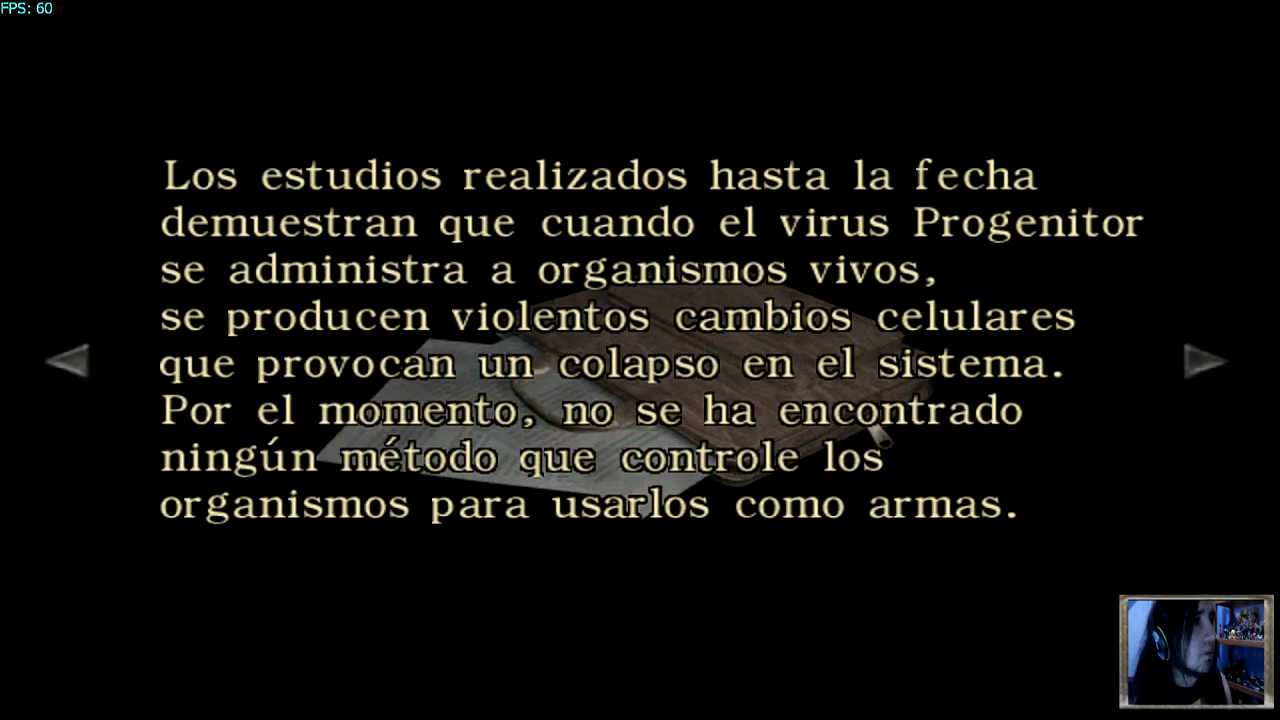 FPS: 60
Los estudios realizados hasta la fecha
demuestran que cuando el virus Progenitor
se administra a organismos vivos,
se producen violentos cambios celulares
que provocan un colapso en el sistema.
Por el momento, no se ha encontrado
ningún método que controle los
organismos para usarlos como armas.